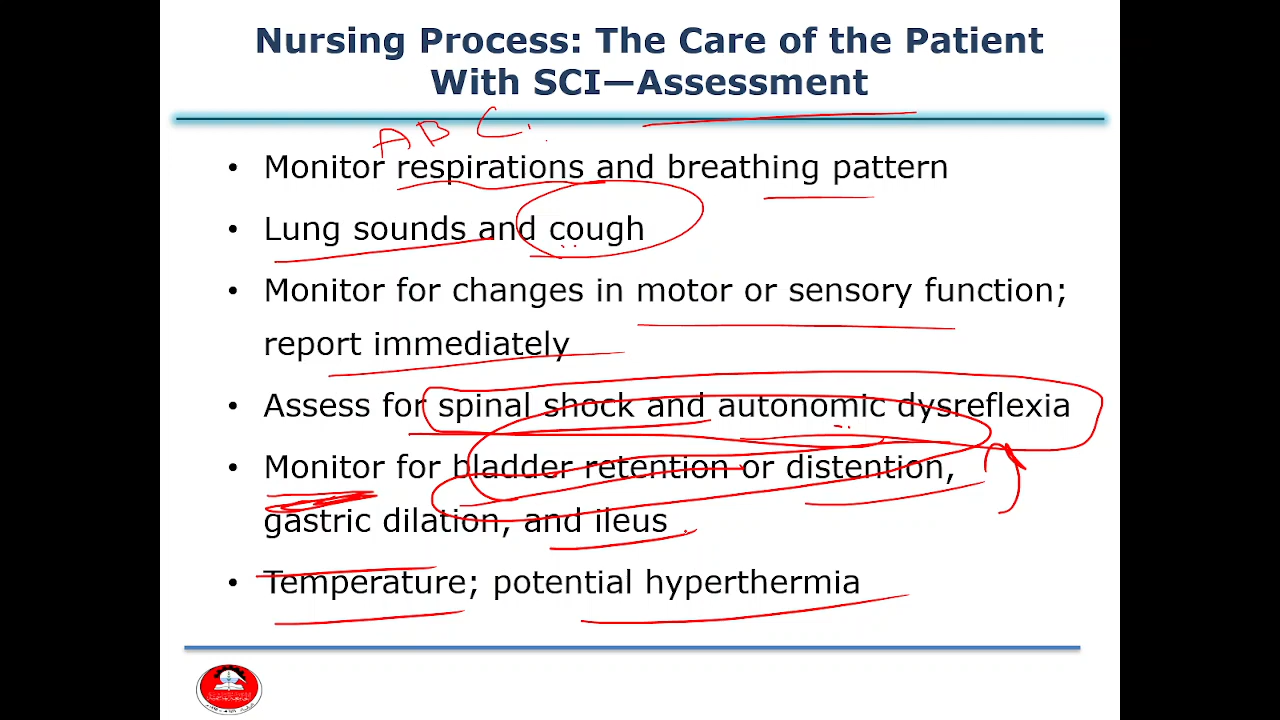 Nursing Process: The Care of the Patient
With SCI—Assessment
A B C.
• Monitor respirations and breathing pattern
• Lung sounds and cough
• Monitor for changes in motor or sensory function;
report immediately
• Assess for spinal shock and autonomic dysreflexia
• Monitor for bladder retention or distention,
gastric dilation, and ileus
• Temperature; potential hyperthermia